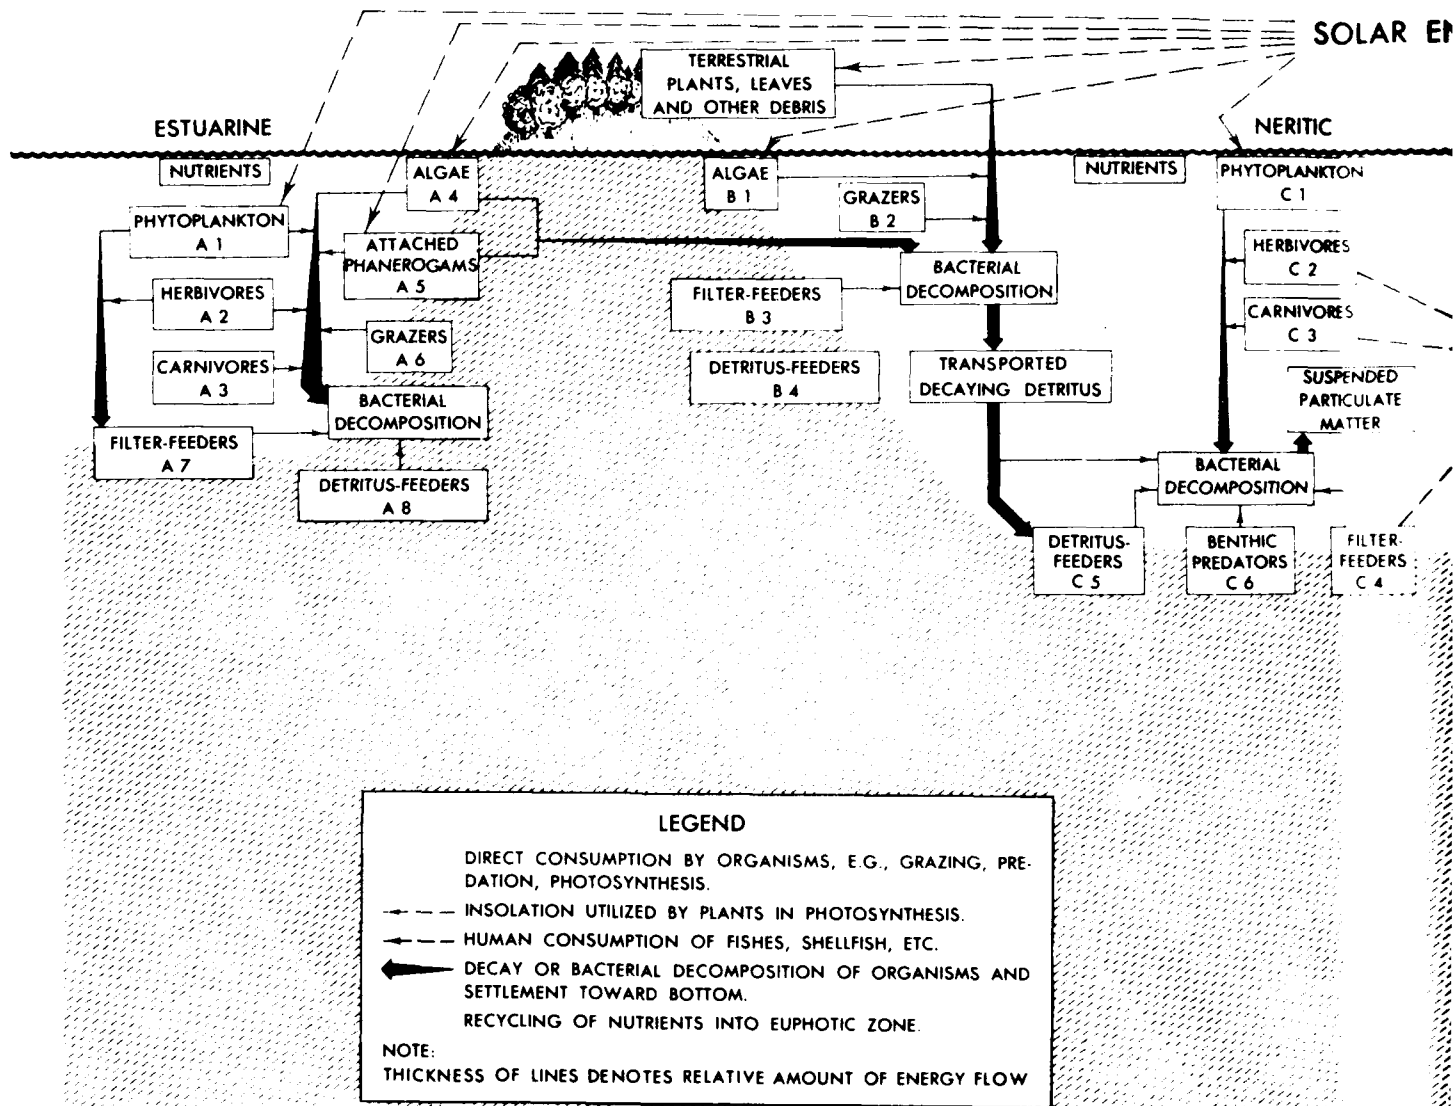 SOLAR EN
TERRESTRIAL
PLANTS, LEAVES
AND OTHER DEBRIS
ESTUARINE
NERITIC
NUTRIENTS
ALGAE
A 4
ALGAE
B 1
NUTRIENTS
PHYTOPLANKTON
C 1
PHYTOPLANKTON
A 1
GRAZERS
B 2
ATTACHED
PHANEROGAMS
A 5
HERBIVORES
C 2
BACTERIAL
DECOMPOSITION
HERBIVORES
A 2
FILTER-FEEDERS
B 3
CARNIVORES
C 3
GRAZERS
A 6
CARNIVORES
A 3
DETRITUS-FEEDERS
B 4
TRANSPORTED
DECAYING DETRITUS
SUSPENDED
PARTICULATE
MATTER
BACTERIAL
DECOMPOSITION
FILTER-FEEDERS
A 7
DETRITUS-FEEDERS
A 8
BACTERIAL
DECOMPOSITION
DETRITUS-
FEEDERS
C 5
BENTHIC
PREDATORS
C 6
FILTER-
FEEDERS
C 4
LEGEND
DIRECT CONSUMPTION BY ORGANISMS, E.G., GRAZING, PRE-
DATION, PHOTOSYNTHESIS.
INSOLATION UTILIZED BY PLANTS IN PHOTOSYNTHESIS.
HUMAN CONSUMPTION OF FISHES, SHELLFISH, ETC.
DECAY OR BACTERIAL DECOMPOSITION OF ORGANISMS AND
SETTLEMENT TOWARD BOTTOM.
RECYCLING OF NUTRIENTS INTO EUPHOTIC ZONE.
NOTE:
THICKNESS OF LINES DENOTES RELATIVE AMOUNT OF ENERGY FLOW